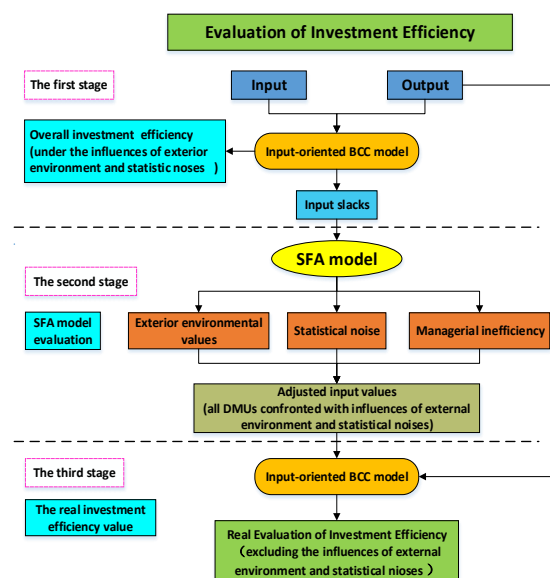 Evaluation of Investment Efficiency
The first stage
Input
Output
Overall investment efficiency
(under the influences of exterior
environment and statistic noses )
Input-oriented BCC model
Input slacks
SFA model
The second stage
SFA model
evaluation
Exterior environmental
values
Statistical noise
Managerial inefficiency
Adjusted input values
(all DMUs confronted with influences of external
environment and statistical noises)
The third stage
Input-oriented BCC model
The real investment
efficiency value
Real Evaluation of Investment Efficiency
(excluding the influences of external
environment and statistical nioses )